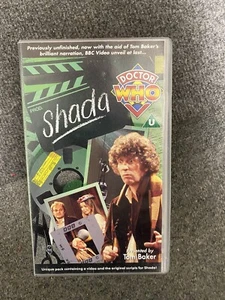 Previously unfinished, now with the aid of Tom Baker's
brilliant narration, BBC Video unveil at last...
DOCTOR
WHO
Shada
U
Presented by
Tom Baker
Unique pack containing a video and the original scripts for Shada!